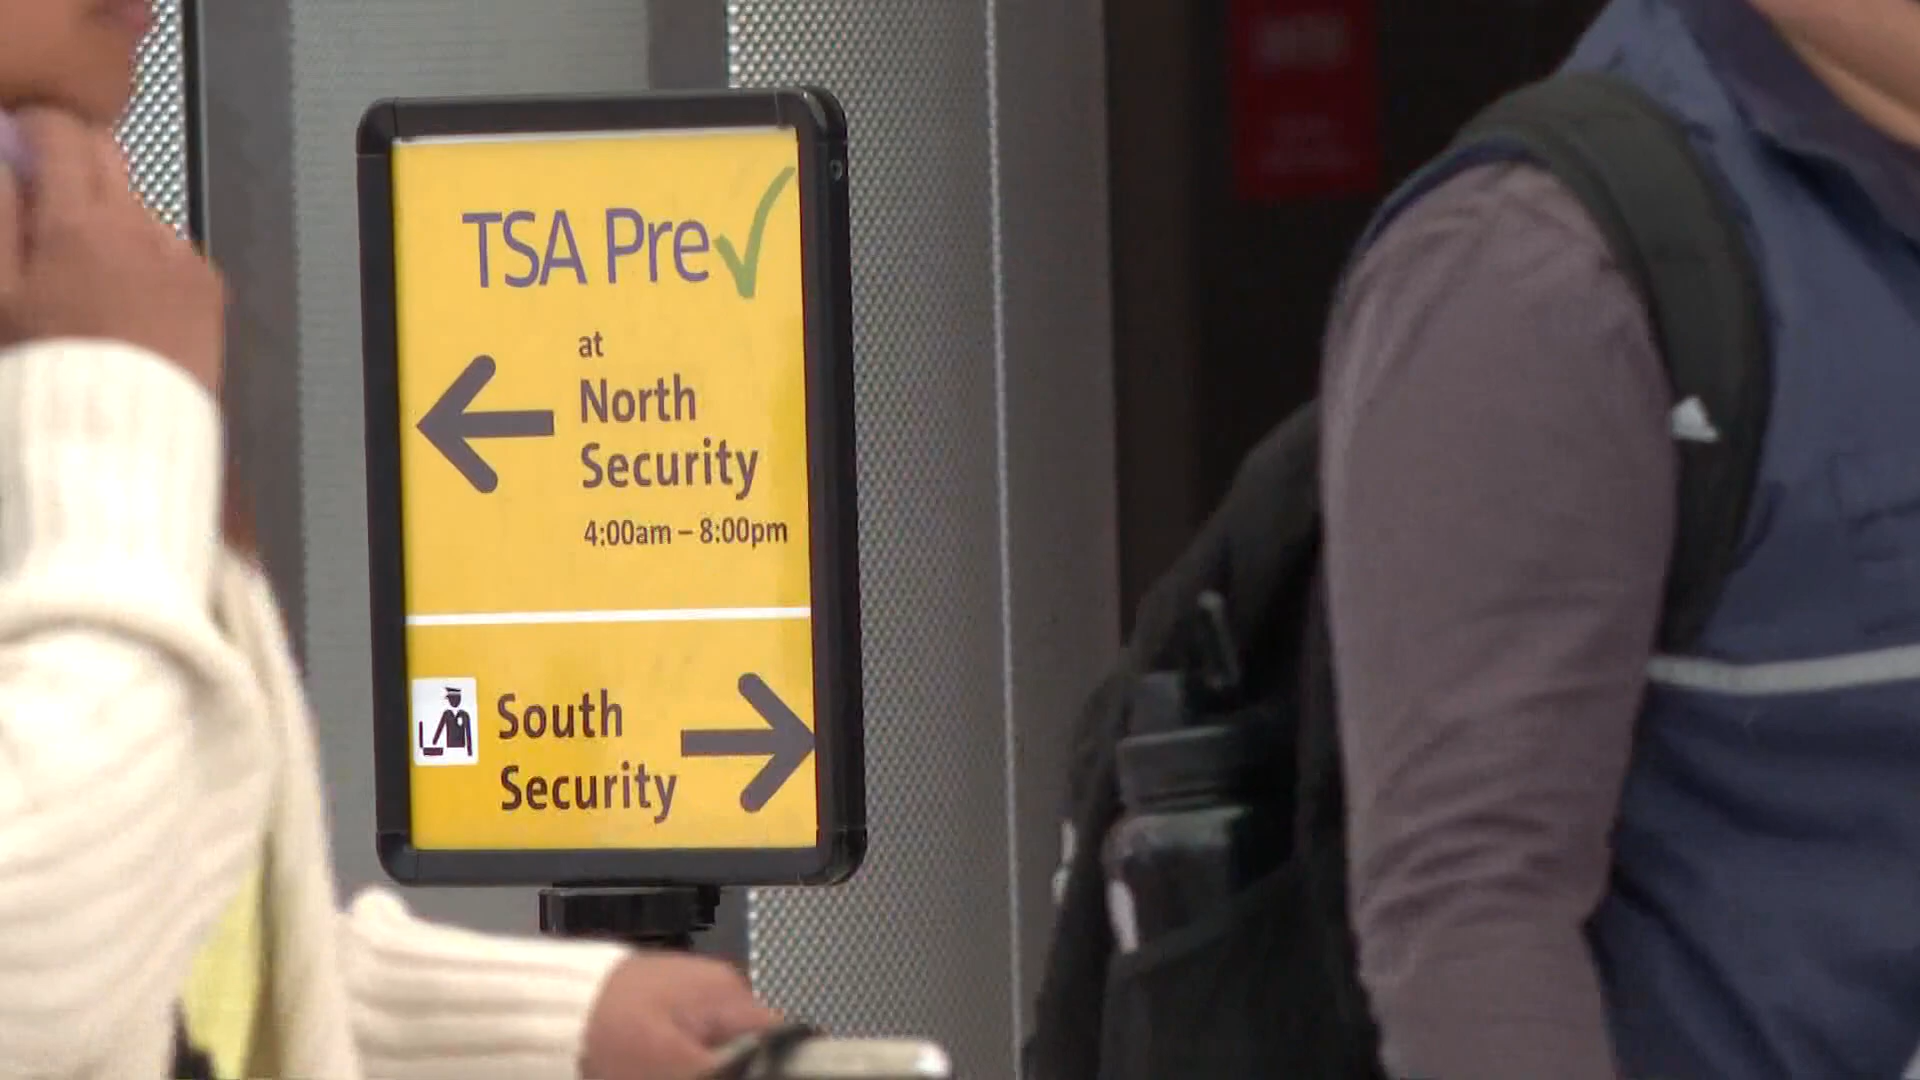 TSA Pre✓
at
North
Security
4:00am – 8:00pm
South
Security